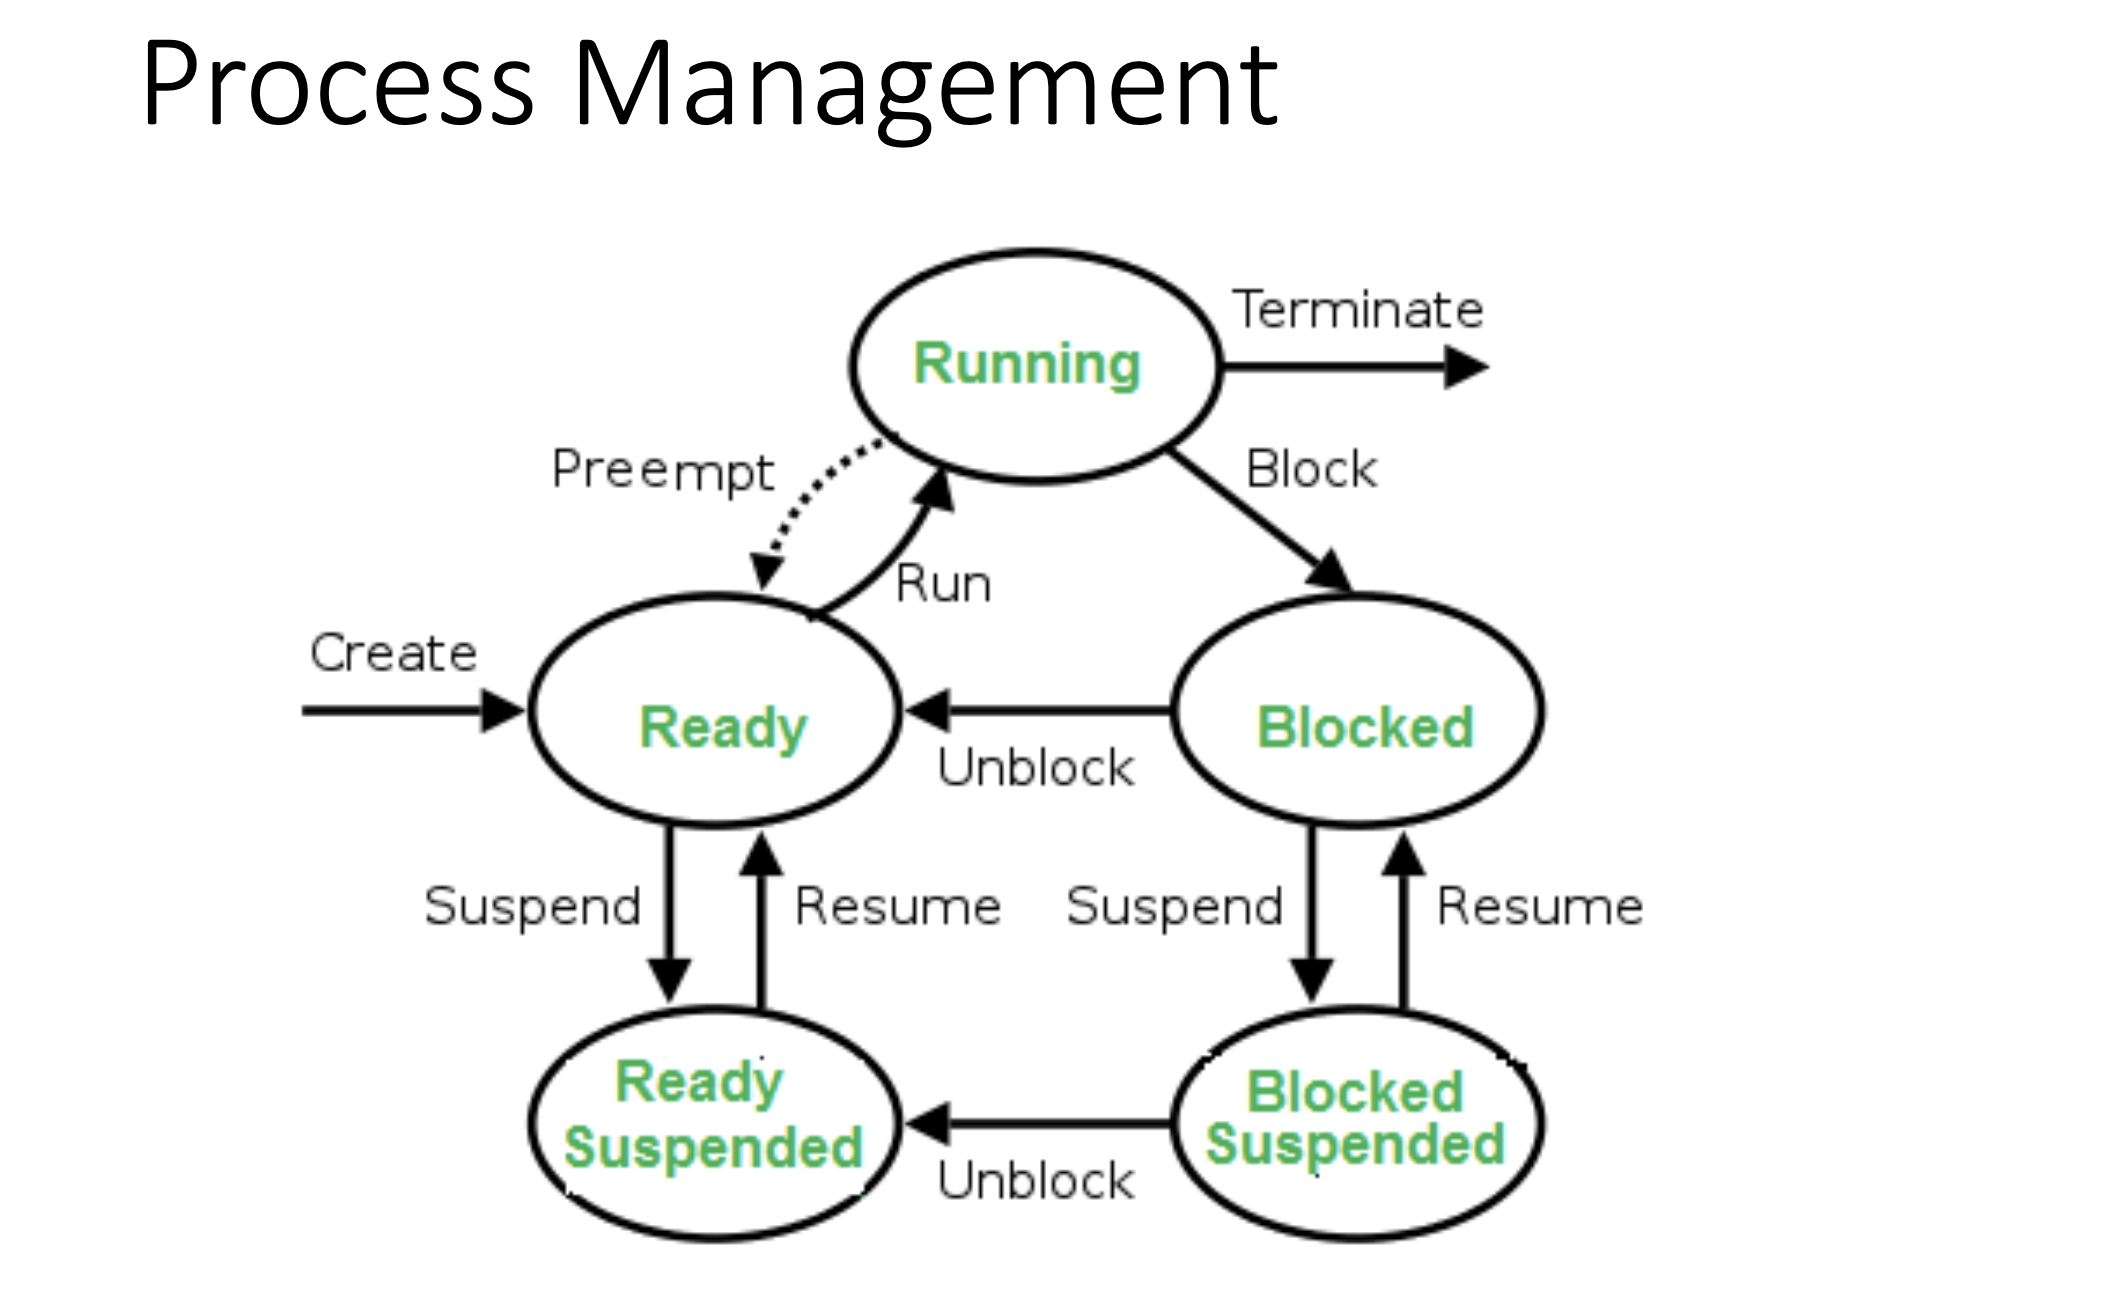 Process Management
Running
Terminate
Preempt
Block
Run
Create
Ready
Blocked
Unblock
Suspend
Resume
Suspend
Resume
Ready
Suspended
Blocked
Suspended
Unblock